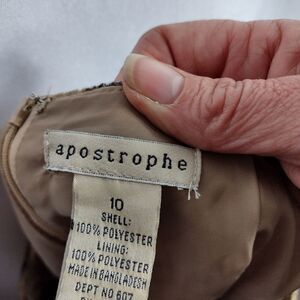 apostrophe
10
SHELL:
100% POLYESTER
LINING:
100% POLYESTER
MADE IN BANGLADESH
DEPT NO 607